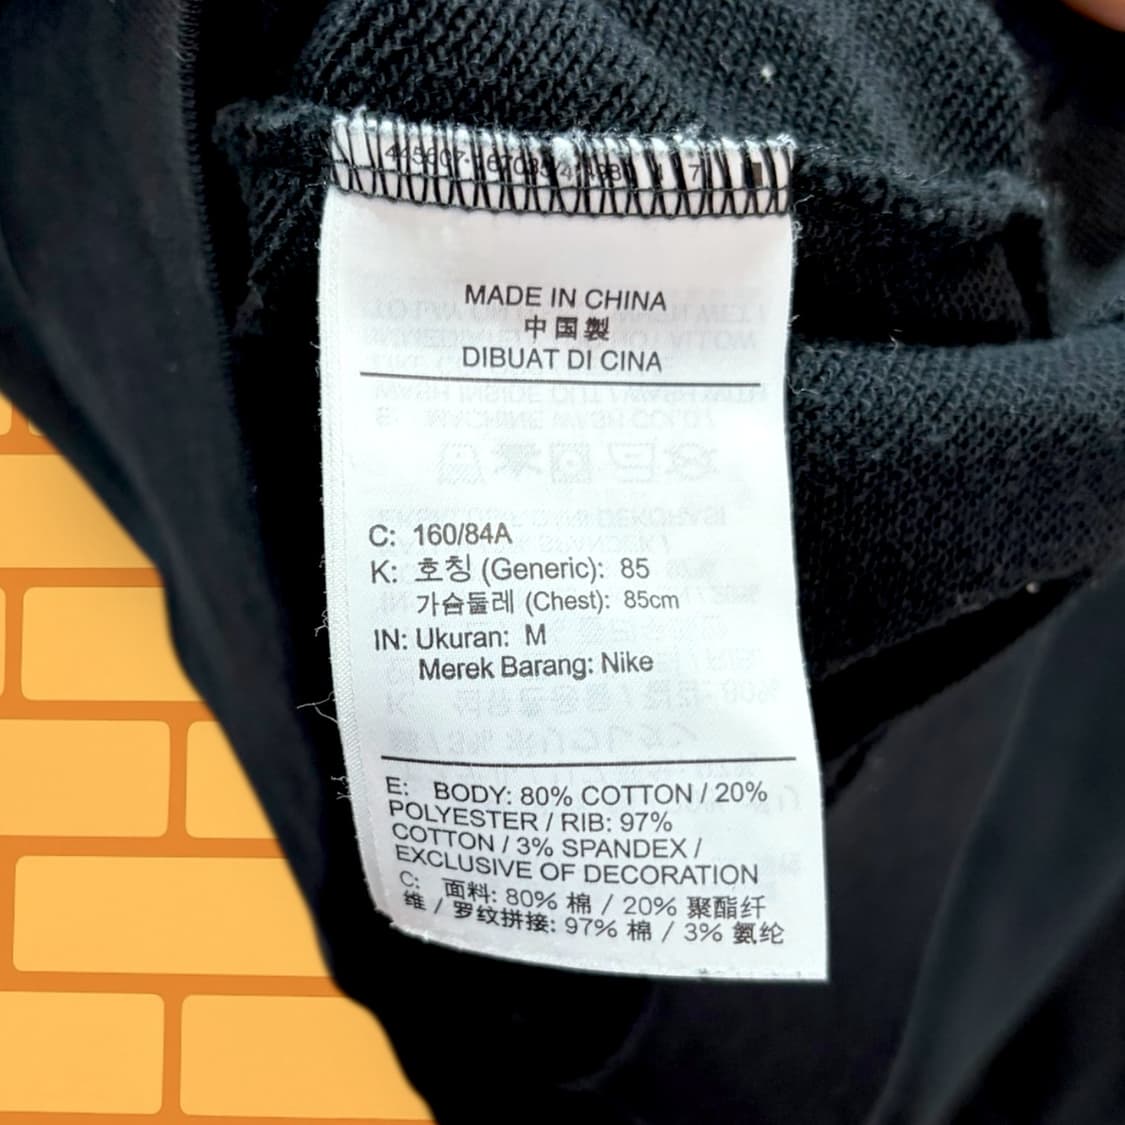 MADE IN CHINA
中国製
DIBUAT DI CINA
C: 160/84A
K: 호칭 (Generic): 85
가슴둘레 (Chest): 85cm
IN: Ukuran: M
Merek Barang: Nike
E: BODY: 80% COTTON / 20%
POLYESTER / RIB: 97%
COTTON / 3% SPANDEX /
EXCLUSIVE OF DECORATION
C: 面料: 80% 棉 / 20% 聚酯纤
维 / 罗纹拼接: 97% 棉 / 3% 氨纶